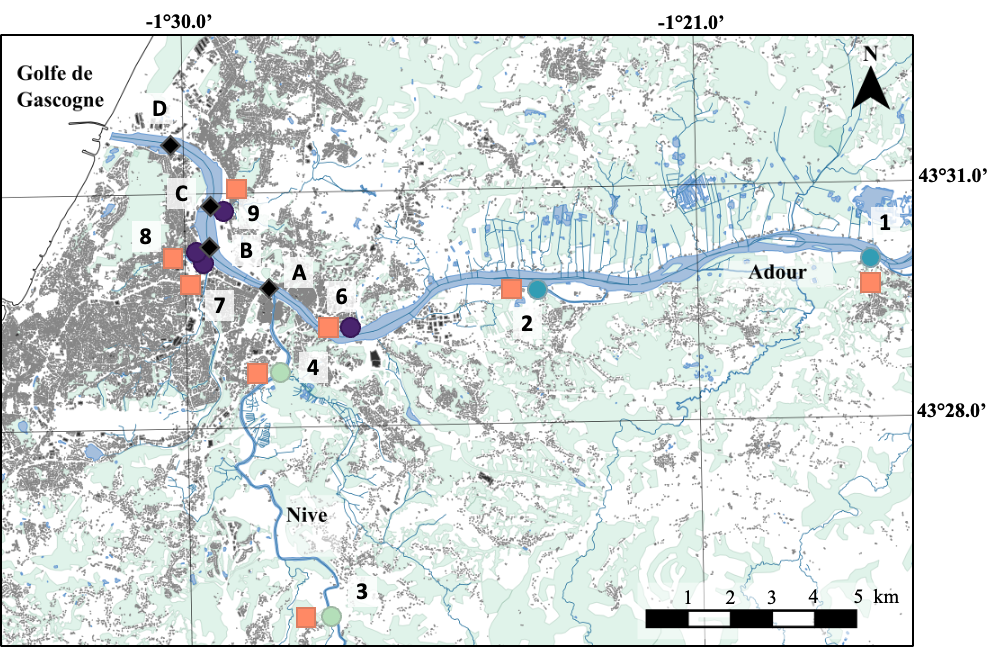 -1°30.0' -1°21.0'
N
Golfe de
Gascogne
D
43°31.0'
C
9
1
8
B
A
Adour
7
6
2
4
43°28.0'
Nive
3
1 2 3 4 5 km